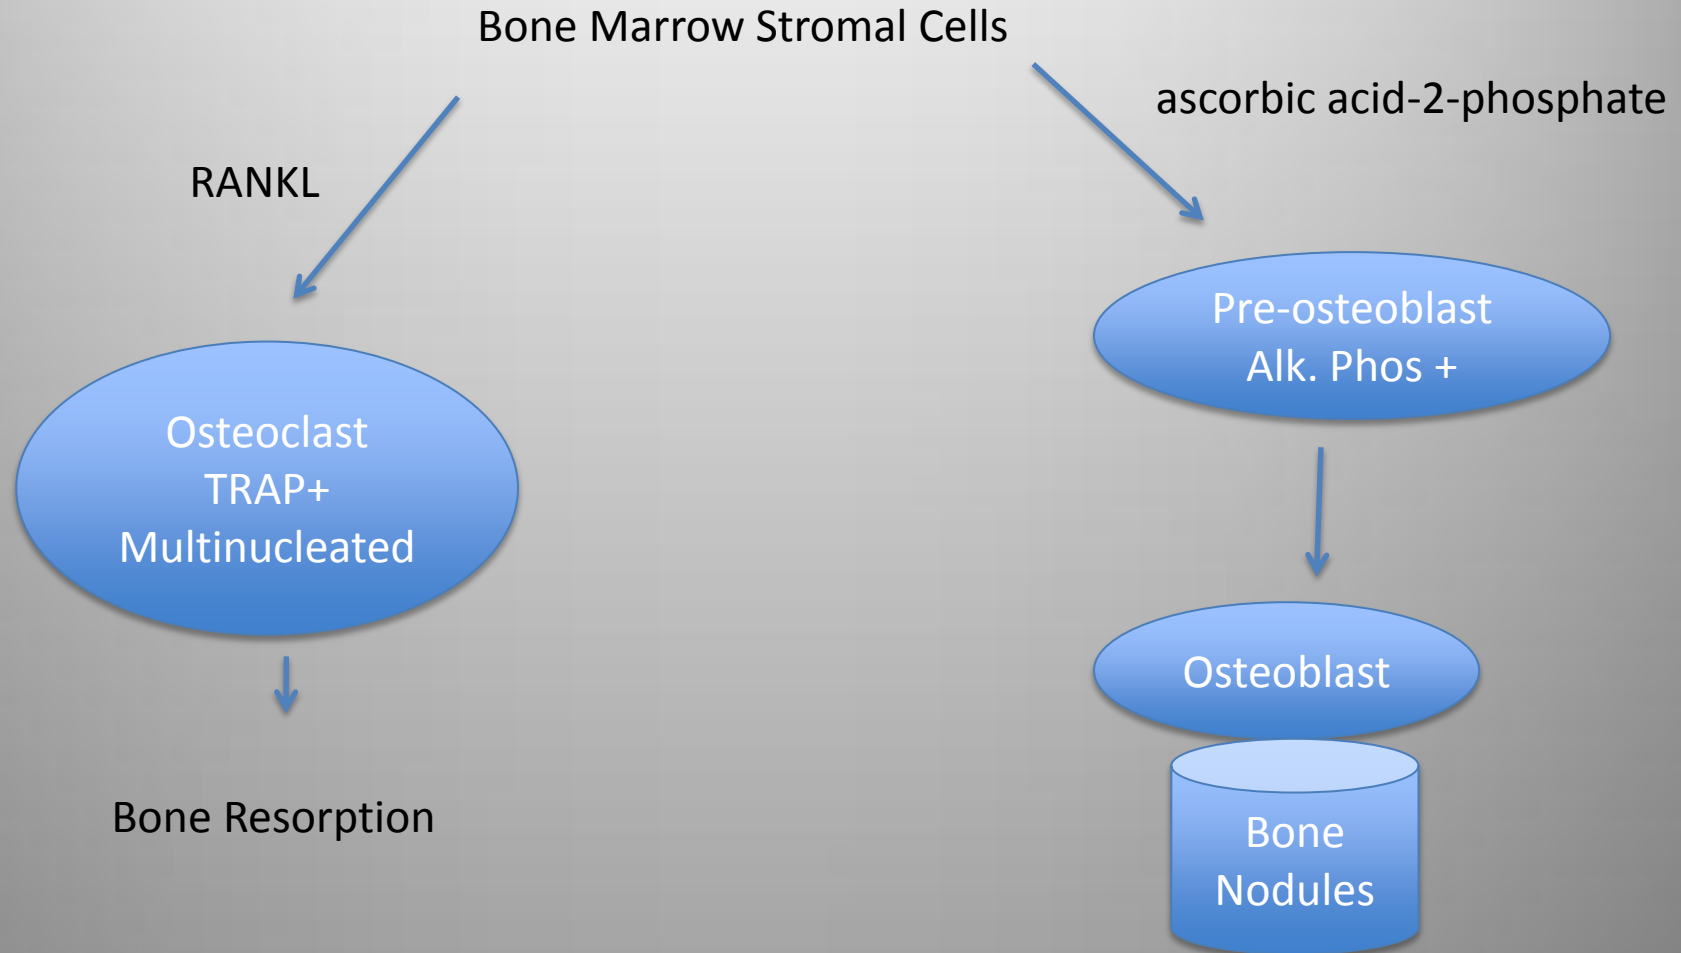 Bone Marrow Stromal Cells
ascorbic acid-2-phosphate
RANKL
Pre-osteoblast
Alk. Phos +
Osteoclast
TRAP+
Multinucleated
Osteoblast
Bone Resorption
Bone
Nodules